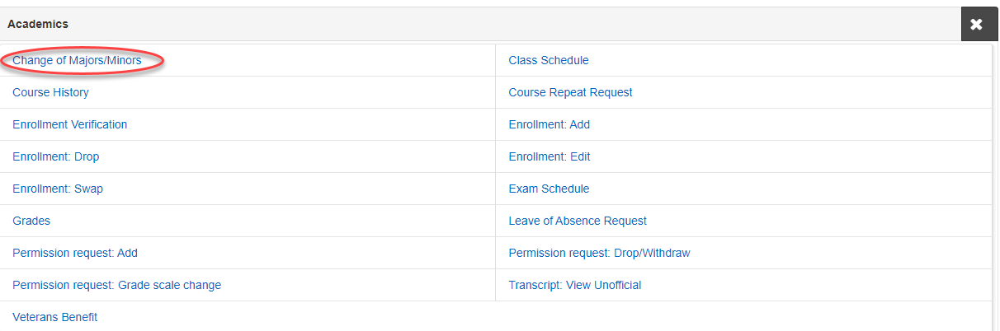 Academics
Change of Majors/Minors
Class Schedule
Course History
Course Repeat Request
Enrollment Verification
Enrollment: Add
Enrollment: Drop
Enrollment: Edit
Enrollment: Swap
Exam Schedule
Grades
Leave of Absence Request
Permission request: Add
Permission request: Drop/Withdraw
Permission request: Grade scale change
Transcript: View Unofficial
Veterans Benefit